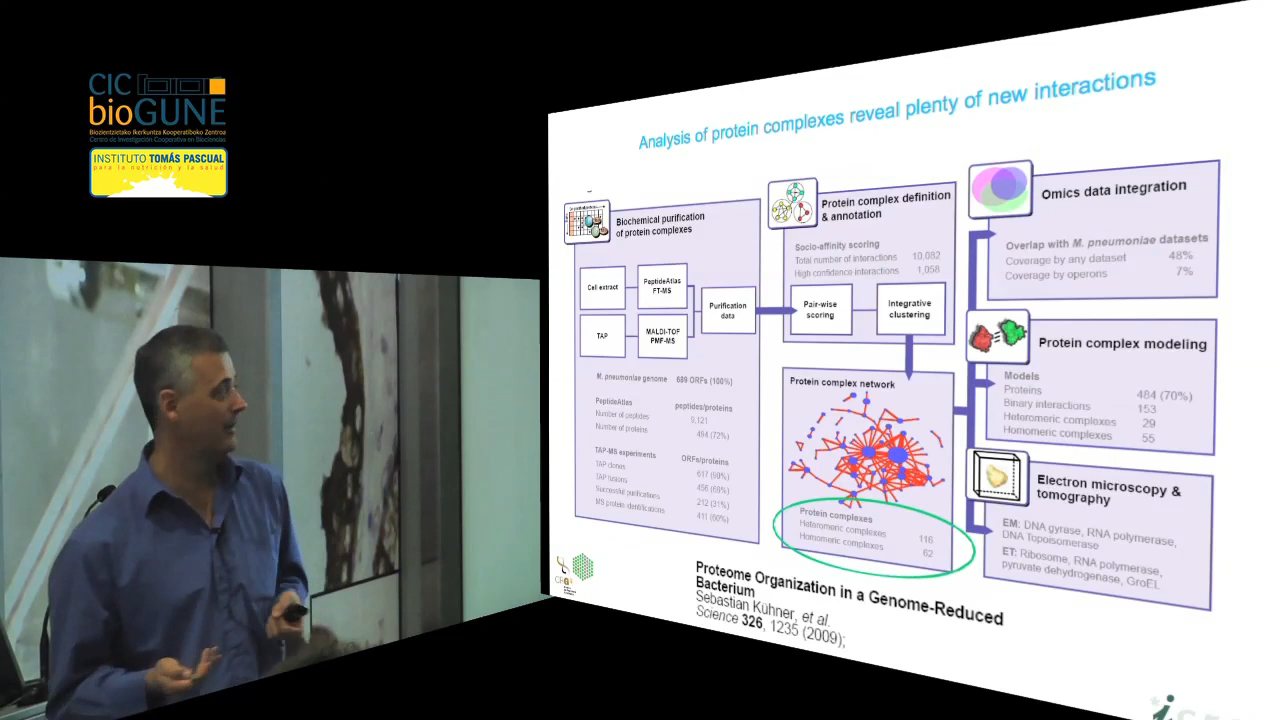 CIC
bioGUNE
Biozientzietako Ikerkuntza Kooperatiboko Zentroa
Centro de Investigación Cooperativa en Biociencias
INSTITUTO TOMÁS PASCUAL
para la nutrición y la salud
Analysis of protein complexes reveal plenty of new interactions
Biochemical purification
of protein complexes
Cell extract
PeptideAtlas
FT-MS
TAP
MALDI-TOF
PMF-MS
Purification
data
M. pneumoniae genome 689 ORFs (100%)
PeptideAtlas peptides/proteins
Number of peptides 9,121
Number of proteins 494 (72%)
TAP-MS experiments ORFs/proteins
TAP clones 617 (90%)
TAP fusions 456 (66%)
Successful purifications 212 (31%)
MS protein identifications 411 (60%)
Protein complex definition
& annotation
Socio-affinity scoring
Total number of interactions 10,082
High confidence interactions 1,058
Pair-wise
scoring
Integrative
clustering
Protein complex network
Protein complexes
Heteromeric complexes 116
Homomeric complexes 62
Omics data integration
Overlap with M. pneumoniae datasets
Coverage by any dataset 48%
Coverage by operons 7%
Protein complex modeling
Models
Proteins 484 (70%)
Binary interactions 153
Heteromeric complexes 29
Homomeric complexes 55
Electron microscopy &
tomography
EM: DNA gyrase, RNA polymerase,
DNA Topoisomerase
ET: Ribosome, RNA polymerase,
pyruvate dehydrogenase, GroEL
CRG
Proteome Organization in a Genome-Reduced
Bacterium
Sebastian Kühner, et al.
Science 326, 1235 (2009);